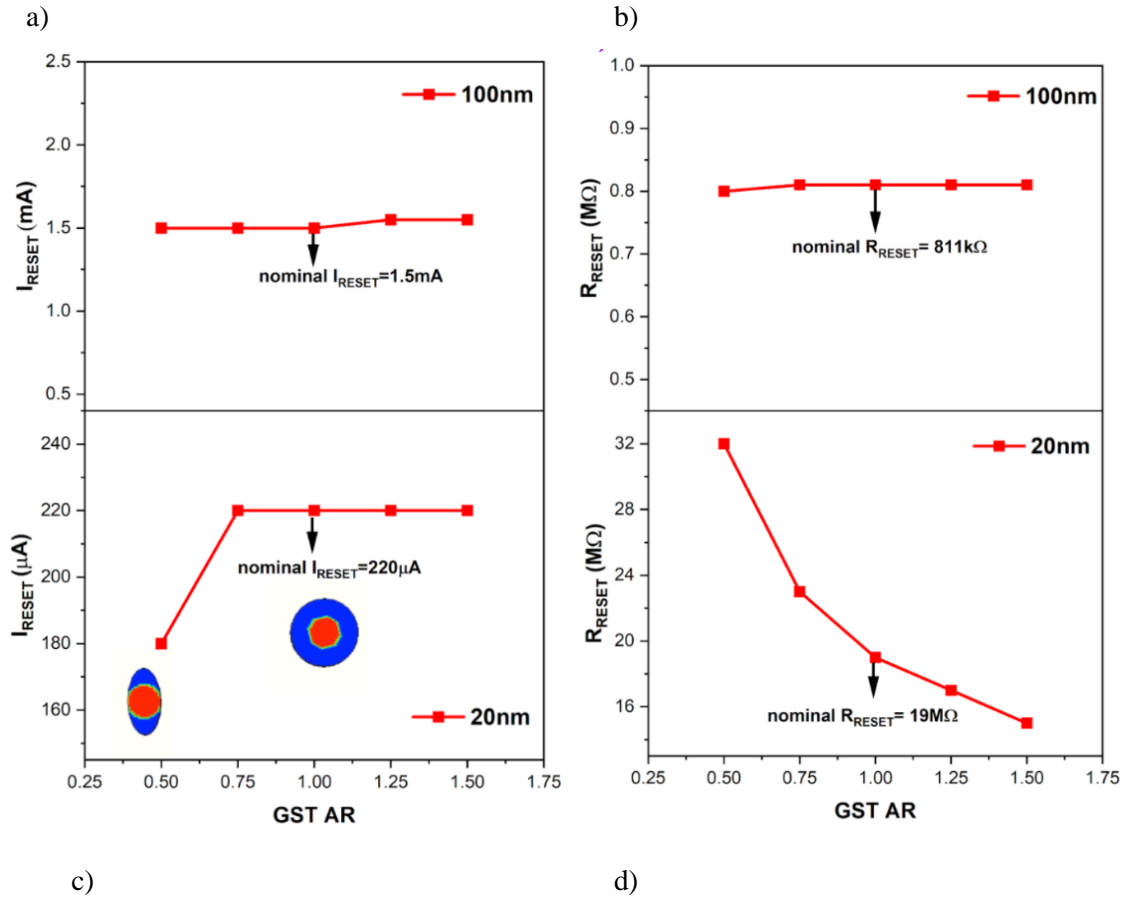 a)
b)
2.5
2.0
1.5
1.0
0.5
I_RESET (mA)
100nm
nominal I_RESET=1.5mA
1.0
0.9
0.8
0.7
0.6
0.5
R_RESET (MΩ)
100nm
nominal R_RESET= 811kΩ
240
220
200
180
160
I_RESET (μA)
nominal I_RESET=220μA
20nm
0.25 0.50 0.75 1.00 1.25 1.50 1.75
GST AR
32
28
24
20
16
R_RESET (MΩ)
20nm
nominal R_RESET= 19MΩ
0.25 0.50 0.75 1.00 1.25 1.50 1.75
GST AR
c)
d)